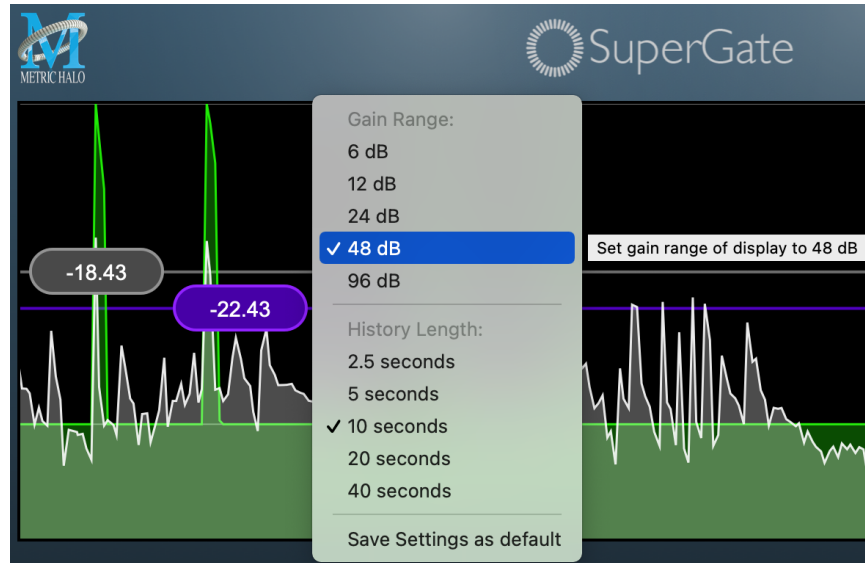 METRIC HALO
SuperGate
Gain Range:
6 dB
12 dB
24 dB
✓ 48 dB
Set gain range of display to 48 dB
96 dB
-18.43
-22.43
History Length:
2.5 seconds
5 seconds
✓ 10 seconds
20 seconds
40 seconds
Save Settings as default